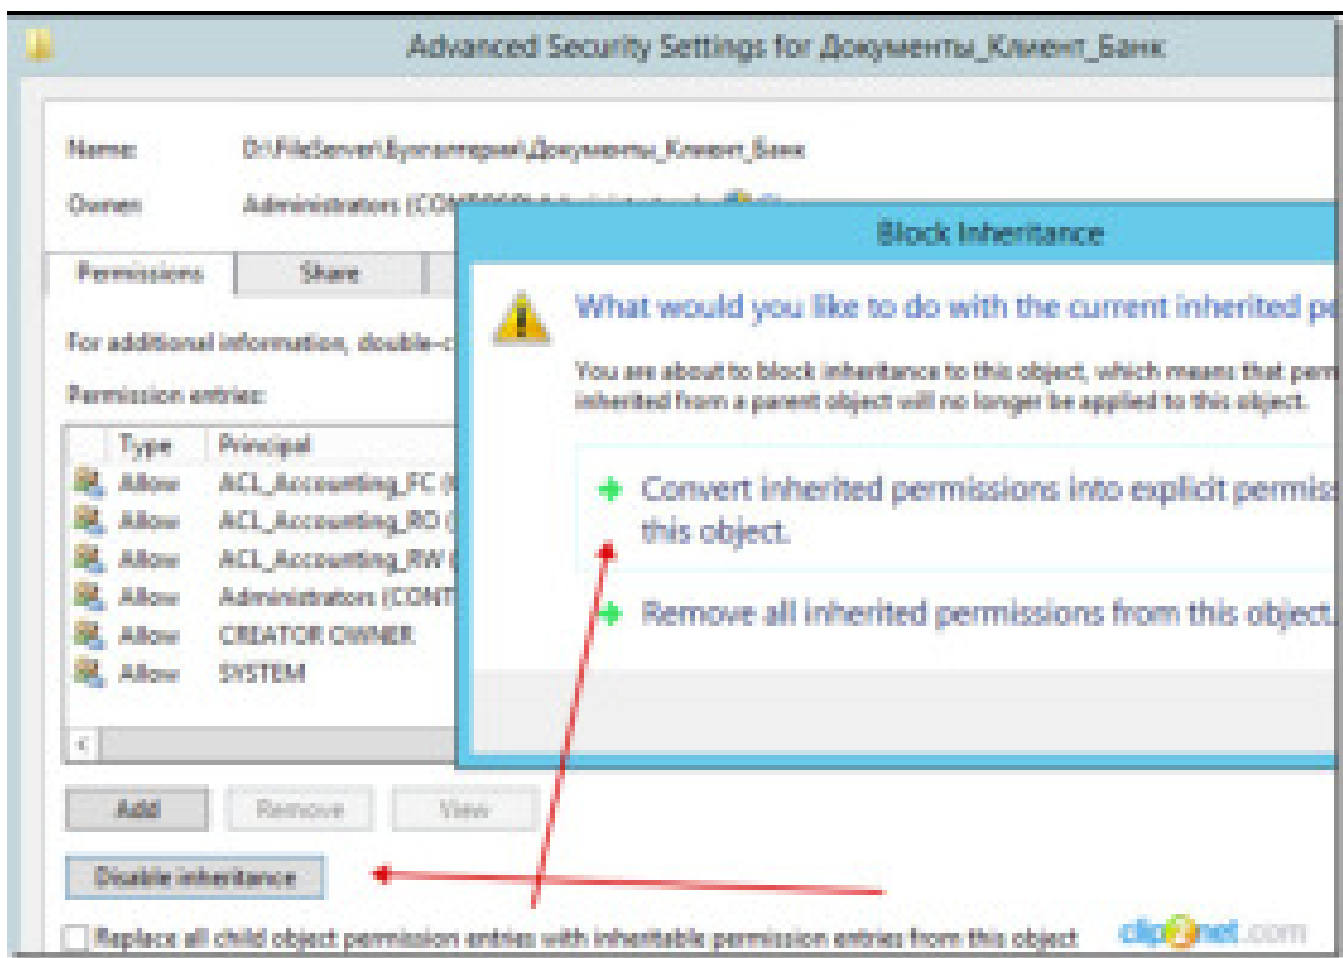 Advanced Security Settings for Документы_Клиент_Банк
Name: D:\FileServer\Бухгалтерия\Документы_Клиент_Банк
Owner: Administrators
Block Inheritance
Permissions Share
What would you like to do with the current inherited
For additional information,
You are about to block inheritance to this object, which means that
inherited from a parent object will no longer be applied to this object.
Permission entries:
Type Principal
Allow ACL_Accounting_FC
Allow ACL_Accounting_RO
Allow ACL_Accounting_RW
Allow Administrators (CONT
Allow CREATOR OWNER
Allow SYSTEM
Convert inherited permissions into explicit permiss
this object.
Remove all inherited permissions from this object.
Add Remove View
Disable inheritance
Replace all child object permission entries with inheritable permission entries from this object
clip2net.com